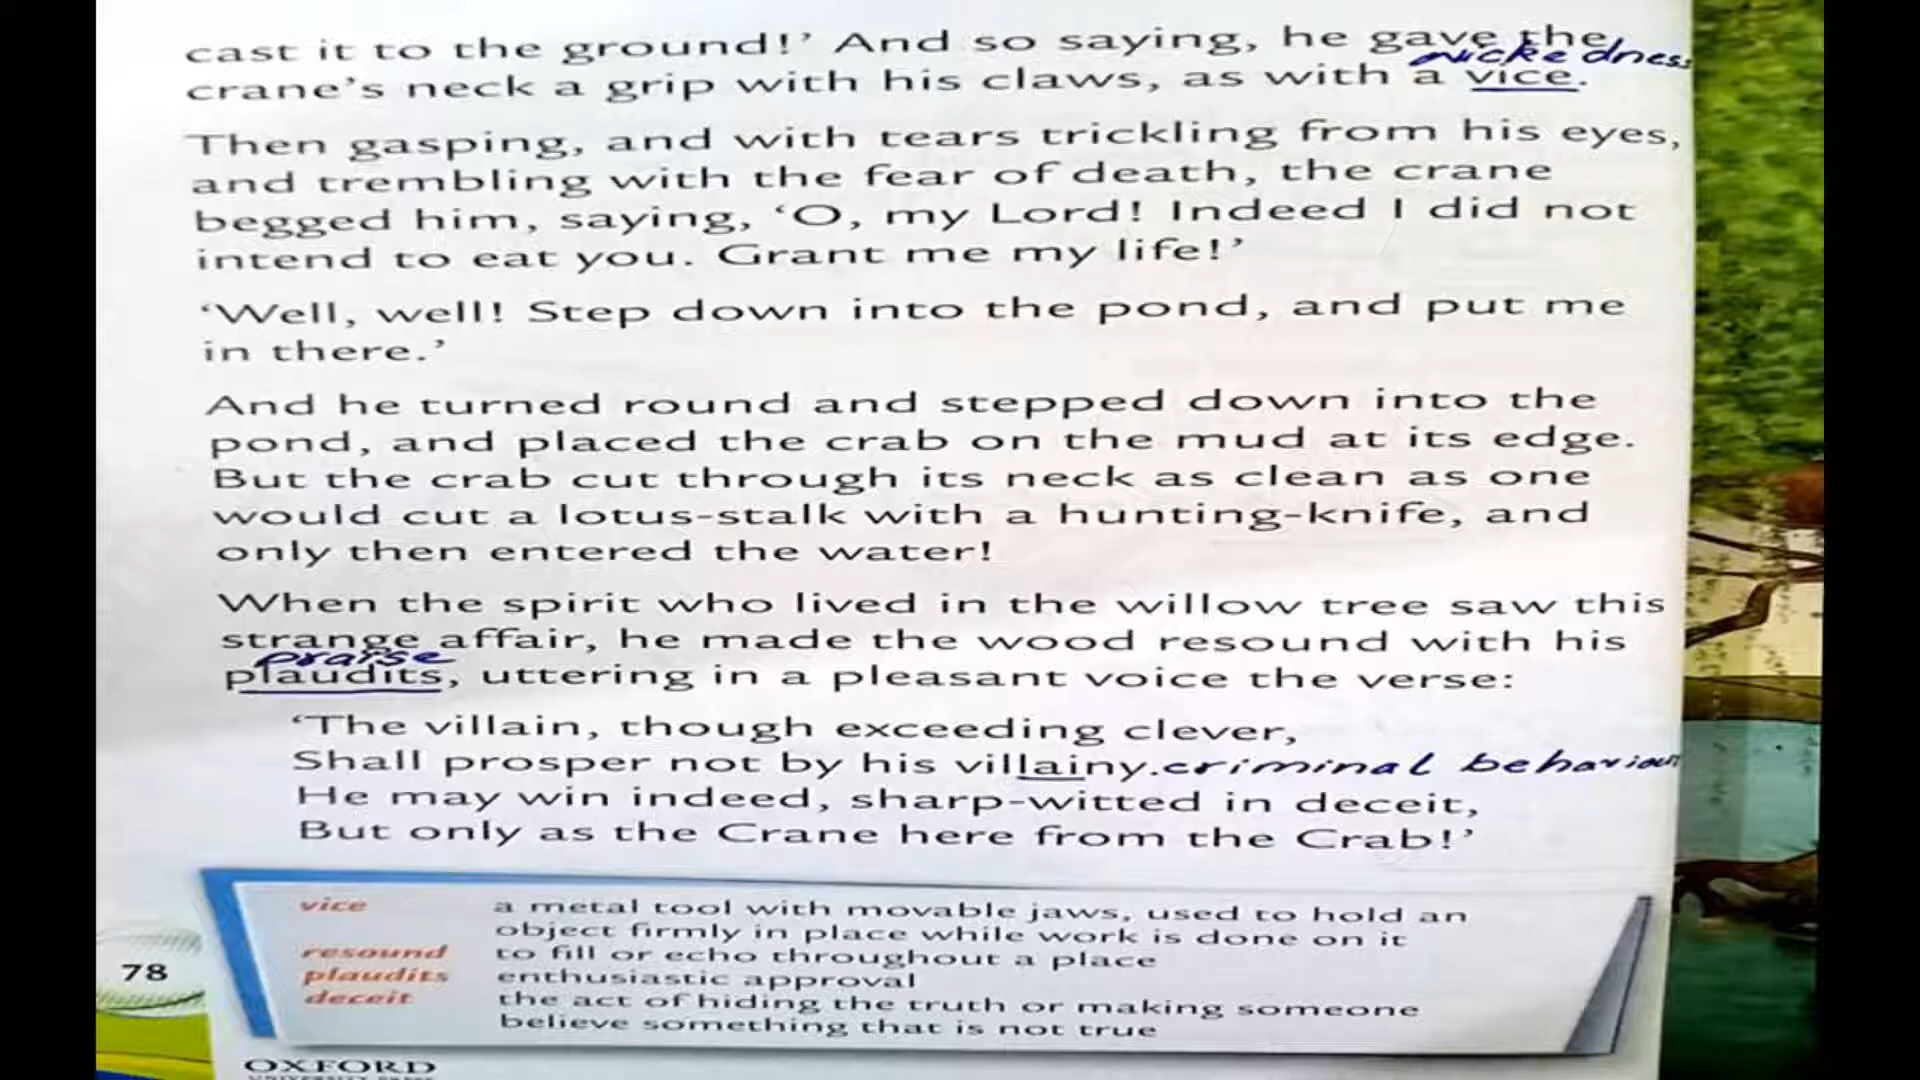 cast it to the ground!’ And so saying, he gave the
wickedness
crane’s neck a grip with his claws, as with a vice.
Then gasping, and with tears trickling from his eyes,
and trembling with the fear of death, the crane
begged him, saying, ‘O, my Lord! Indeed I did not
intend to eat you. Grant me my life!’
‘Well, well! Step down into the pond, and put me
in there.’
And he turned round and stepped down into the
pond, and placed the crab on the mud at its edge.
But the crab cut through its neck as clean as one
would cut a lotus-stalk with a hunting-knife, and
only then entered the water!
When the spirit who lived in the willow tree saw this
strange affair, he made the wood resound with his
praise
plaudits, uttering in a pleasant voice the verse:
‘The villain, though exceeding clever,
Shall prosper not by his villainy. criminal behaviour
He may win indeed, sharp-witted in deceit,
But only as the Crane here from the Crab!’
vice a metal tool with movable jaws, used to hold an
object firmly in place while work is done on it
resound to fill or echo throughout a place
plaudits enthusiastic approval
deceit the act of hiding the truth or making someone
believe something that is not true
78
OXFORD